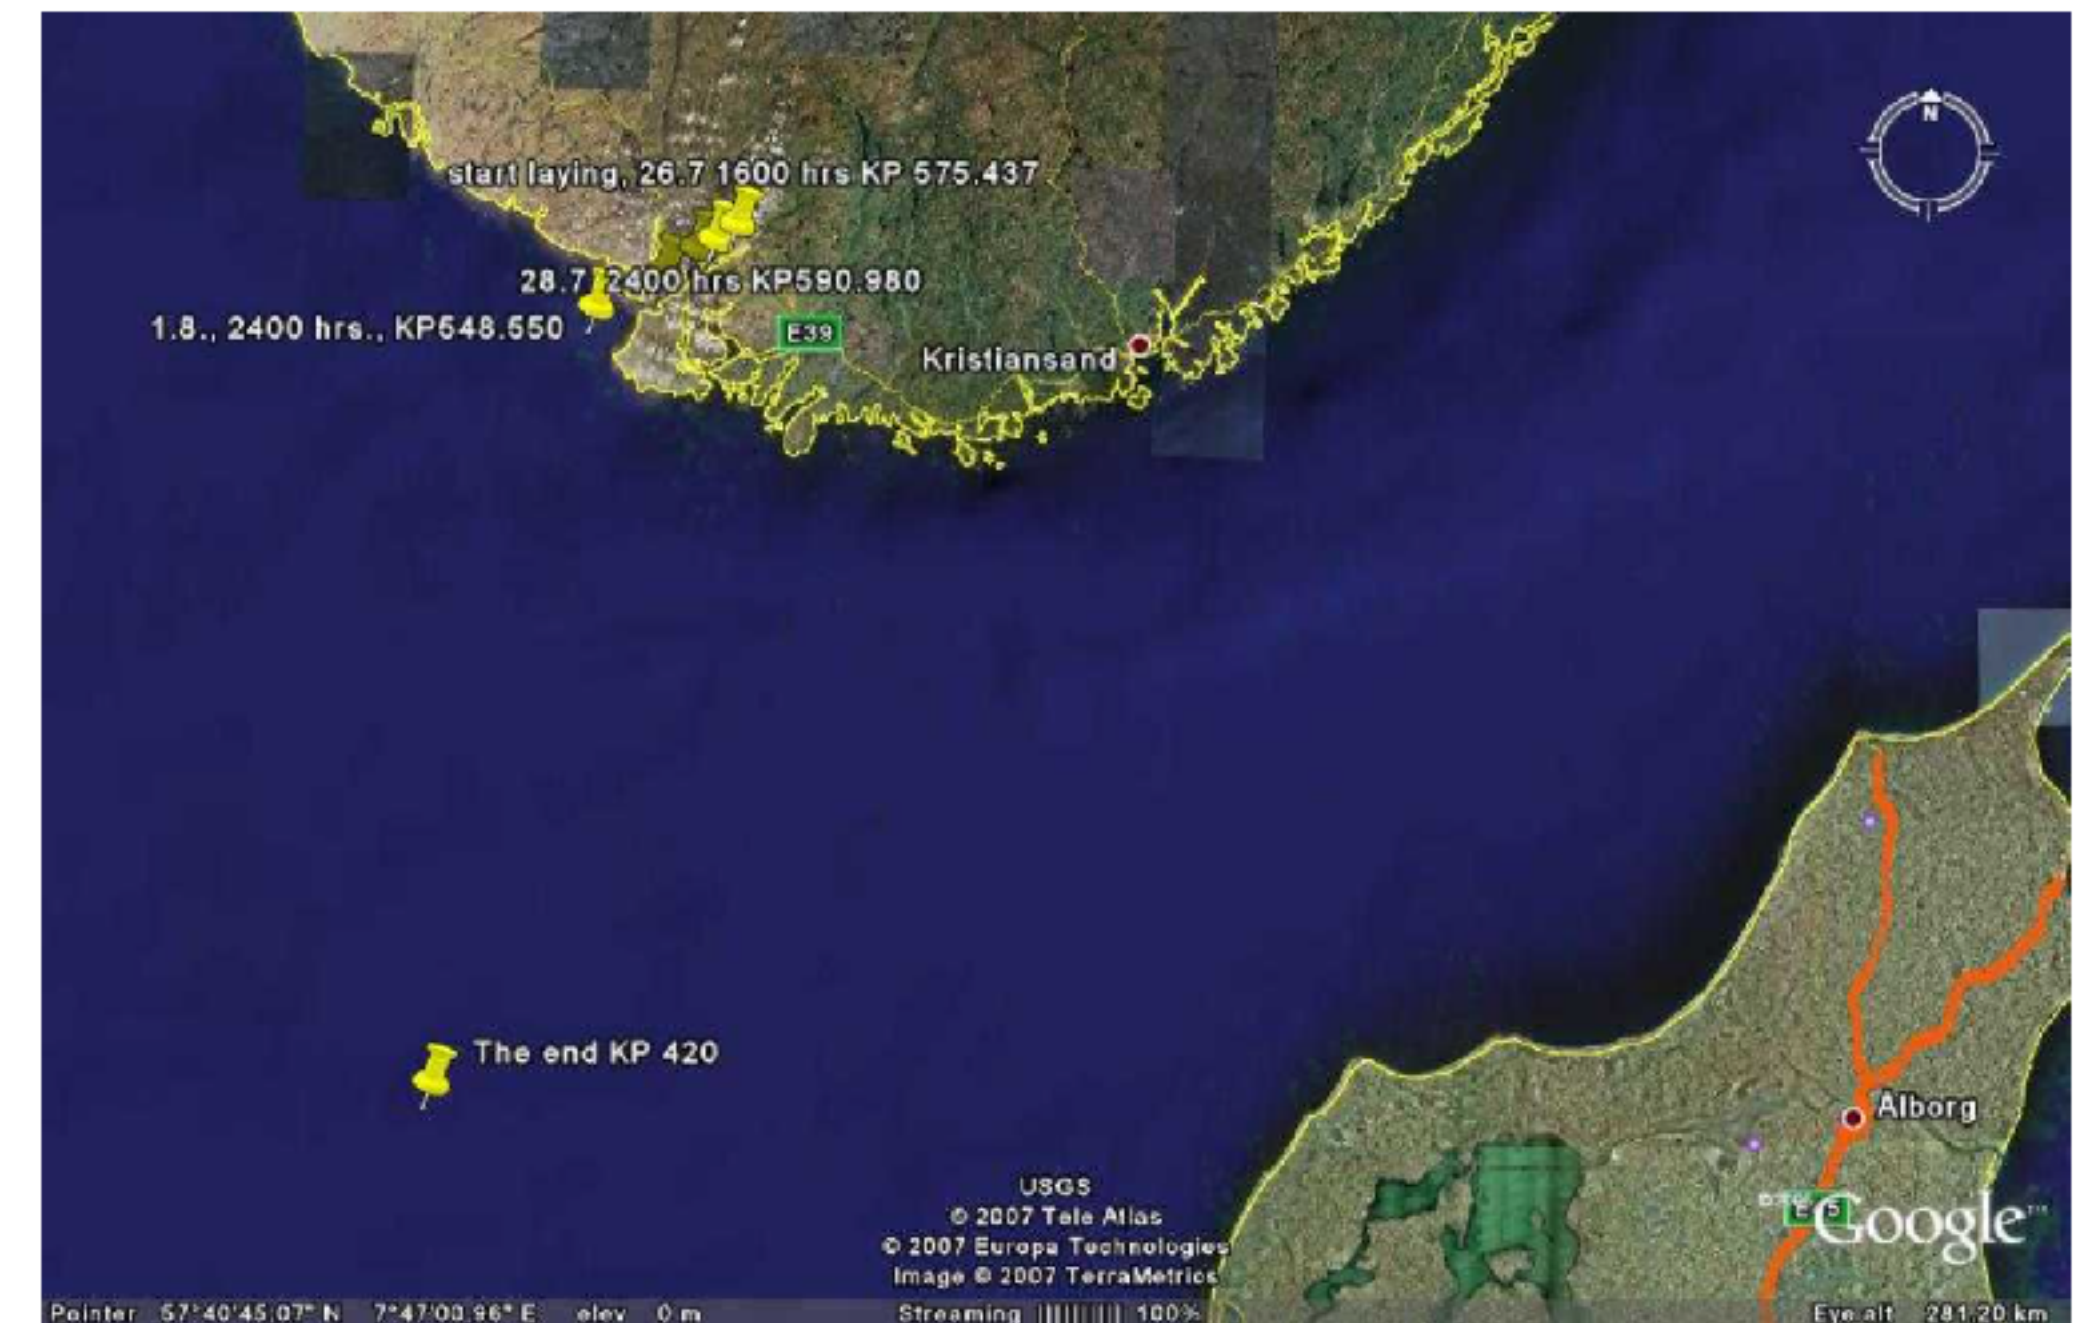 N
start laying, 26.7 1600 hrs KP 575.437
28.7, 2400 hrs KP590.980
1.8., 2400 hrs., KP548.550
E39
Kristiansand
The end KP 420
Alborg
USGS
© 2007 Tele Atlas
© 2007 Europa Technologies
Image © 2007 TerraMetrics
Google™
Pointer 57°40'45.07" N 7°47'00.96" E elev 0 m Streaming ||||||||| 100% Eye alt 281.20 km